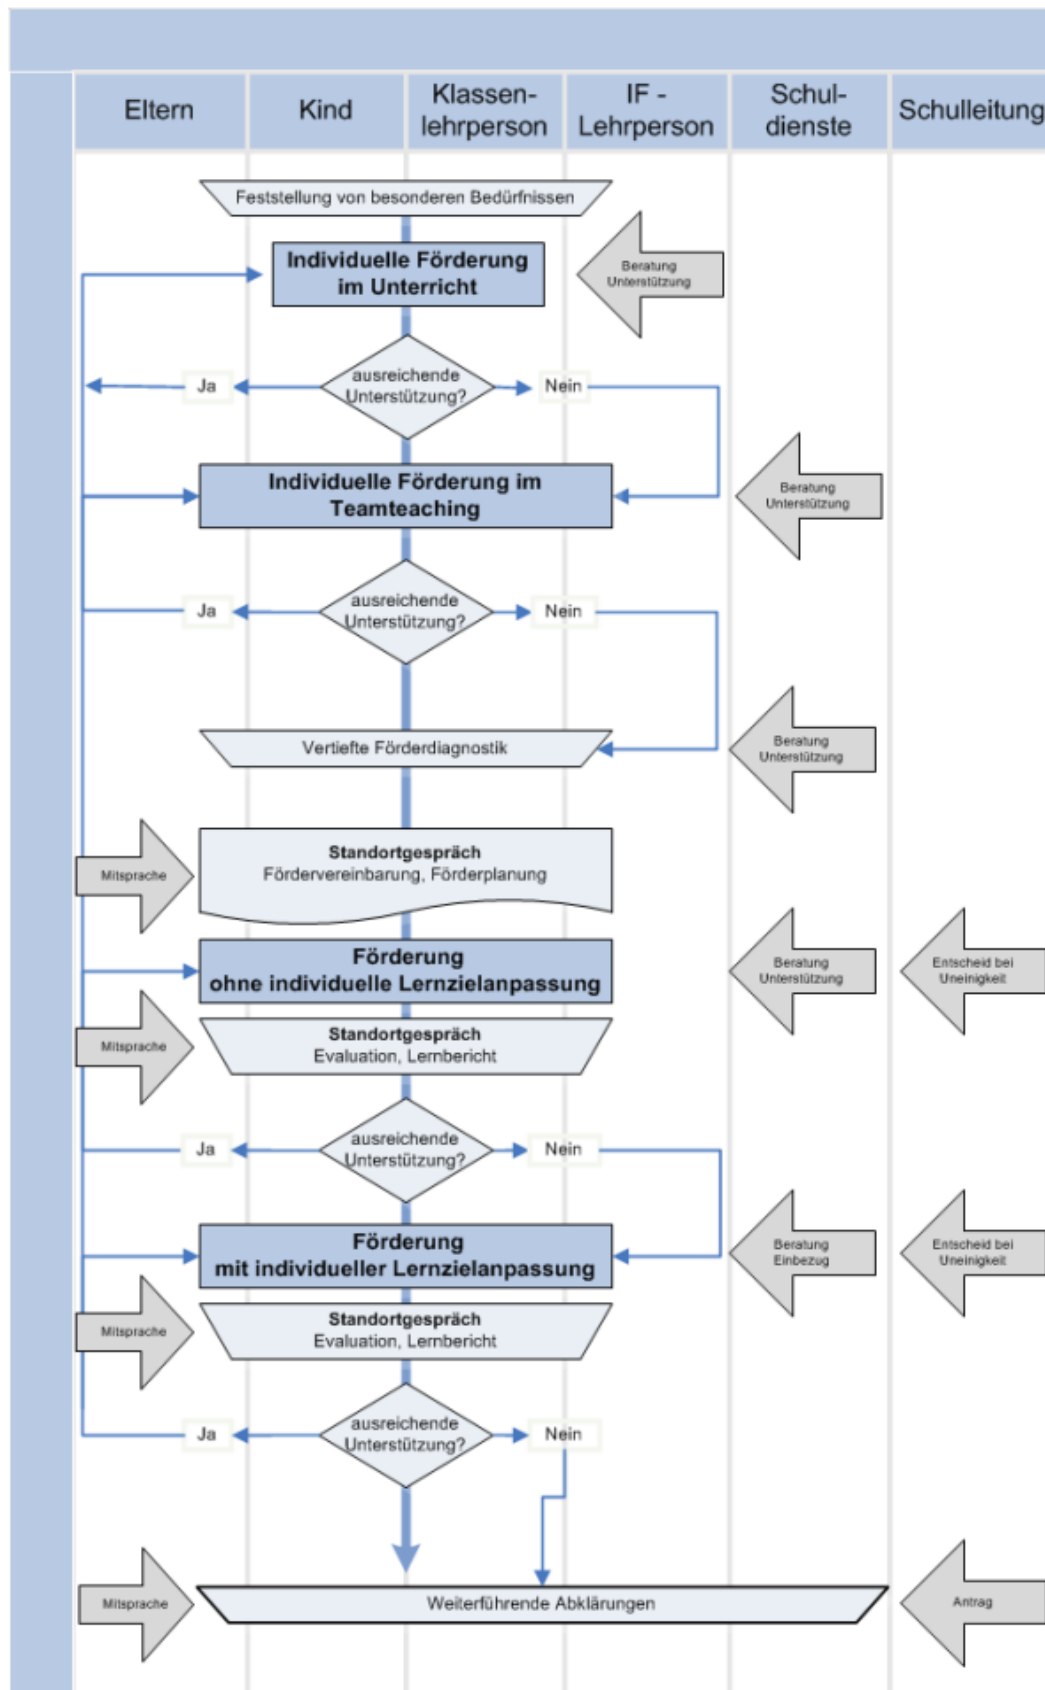 Eltern
Kind
Klassen-
lehrperson
IF -
Lehrperson
Schul-
dienste
Schulleitung
Feststellung von besonderen Bedürfnissen
Individuelle Förderung
im Unterricht
Beratung
Unterstützung
ausreichende
Unterstützung?
Ja
Nein
Individuelle Förderung im
Teamteaching
Beratung
Unterstützung
ausreichende
Unterstützung?
Ja
Nein
Vertiefte Förderdiagnostik
Beratung
Unterstützung
Mitsprache
Standortgespräch
Fördervereinbarung, Förderplanung
Förderung
ohne individuelle Lernzielanpassung
Beratung
Unterstützung
Entscheid bei
Uneinigkeit
Mitsprache
Standortgespräch
Evaluation, Lernbericht
ausreichende
Unterstützung?
Ja
Nein
Förderung
mit individueller Lernzielanpassung
Beratung
Einbezug
Entscheid bei
Uneinigkeit
Mitsprache
Standortgespräch
Evaluation, Lernbericht
ausreichende
Unterstützung?
Ja
Nein
Mitsprache
Weiterführende Abklärungen
Antrag